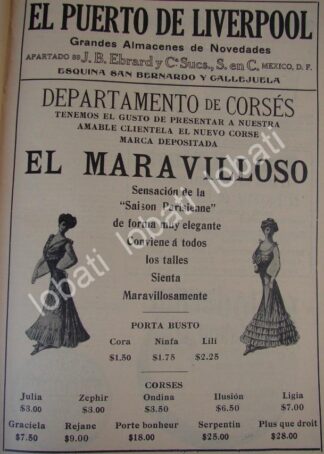 EL PUERTO DE LIVERPOOL
Grandes Almacenes de Novedades
APARTADO 89 J. B. Ebrard y Cª Sucs., S. en C. MEXICO, D. F.
ESQUINA SAN BERNARDO Y CALLEJUELA
DEPARTAMENTO DE CORSÉS
TENEMOS EL GUSTO DE PRESENTAR A NUESTRA
AMABLE CLIENTELA EL NUEVO CORSE
MARCA DEPOSITADA
EL MARAVILLOSO
Sensación de la
"Saison Parisienne"
de forma muy elegante
Conviene á todos
los talles
Sienta
Maravillosamente
PORTA BUSTO
Cora Ninfa Lili
$1.50 $1.75 $2.25
CORSES
Julia Zephir Ondina Ilusión Ligia
$3.00 $3.00 $3.50 $6.50 $7.00
Graciela Rejane Porte bonheur Serpentin Plus que droit
$7.50 $9.00 $18.00 $25.00 $28.00
lobati lobati lobati
lobati lobati lobati